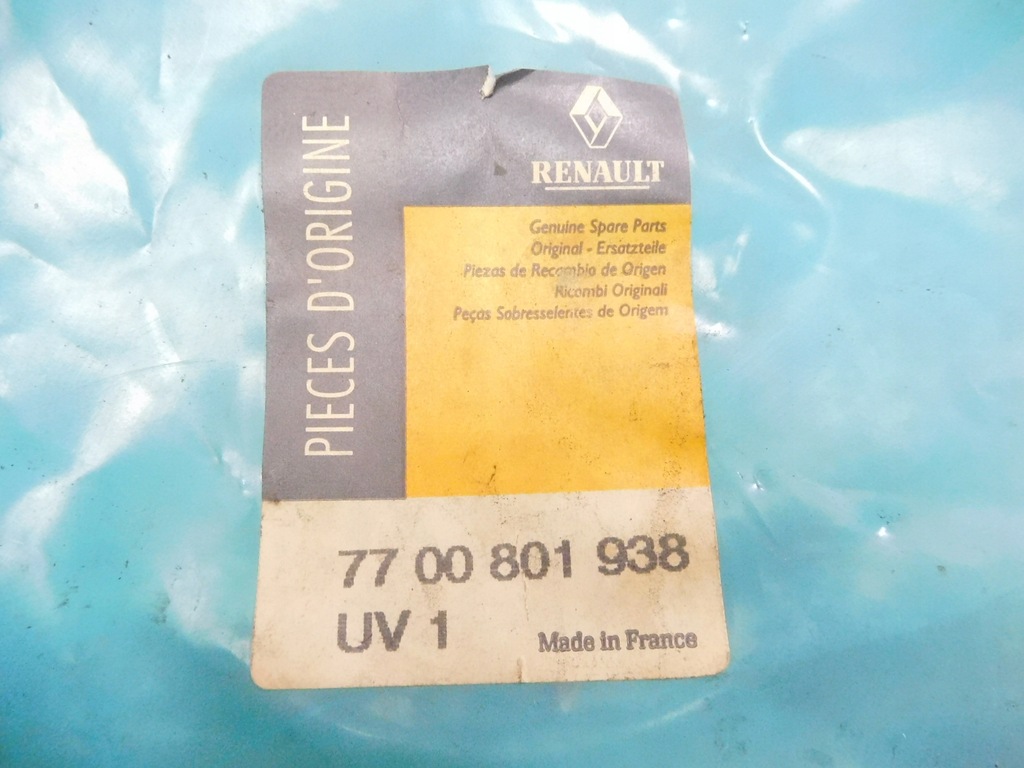 PIECES D'ORIGINE
RENAULT
Genuine Spare Parts
Original - Ersatzteile
Piezas de Recambio de Origen
Ricambi Originali
Peças Sobresselentes de Origem
77 00 801 938
UV 1
Made in France